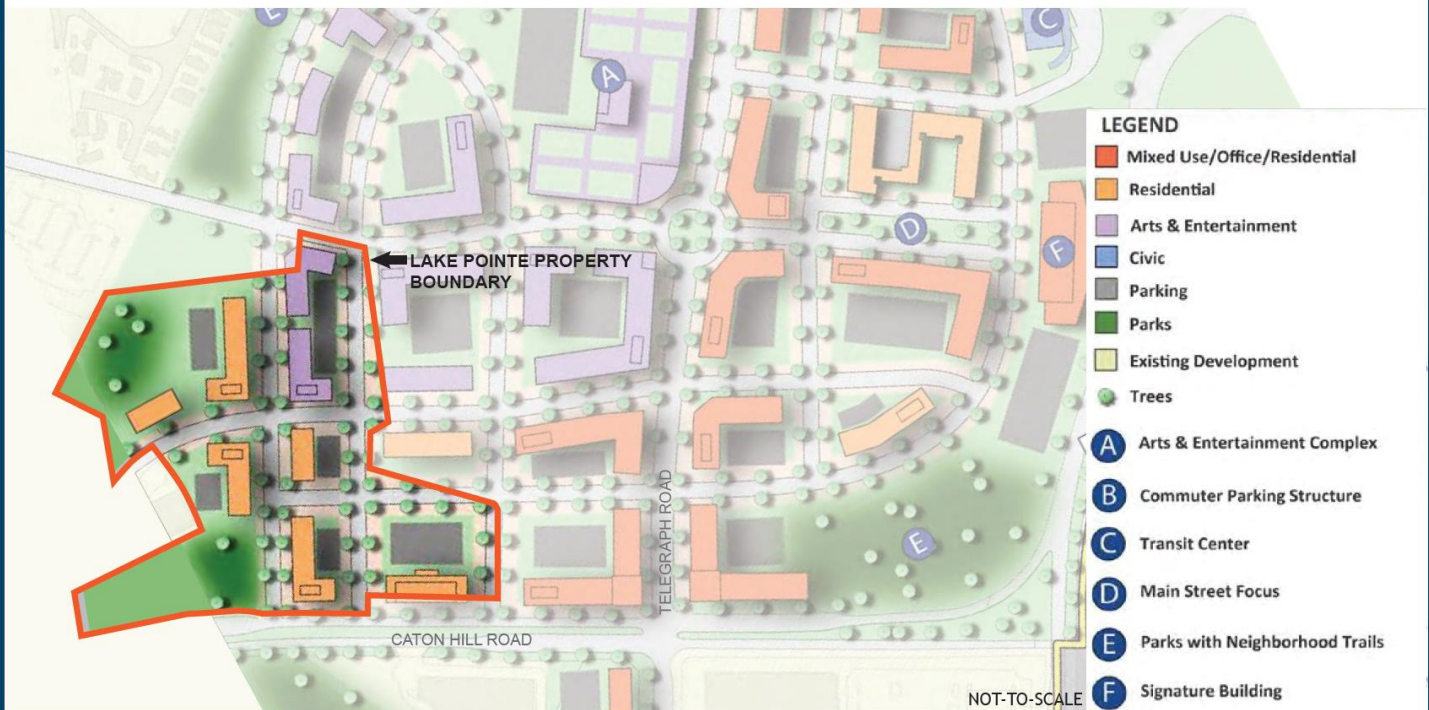 E
A
C
D
F
LAKE POINTE PROPERTY
BOUNDARY
E
TELEGRAPH ROAD
CATON HILL ROAD
NOT-TO-SCALE
LEGEND
Mixed Use/Office/Residential
Residential
Arts & Entertainment
Civic
Parking
Parks
Existing Development
Trees
A Arts & Entertainment Complex
B Commuter Parking Structure
C Transit Center
D Main Street Focus
E Parks with Neighborhood Trails
F Signature Building